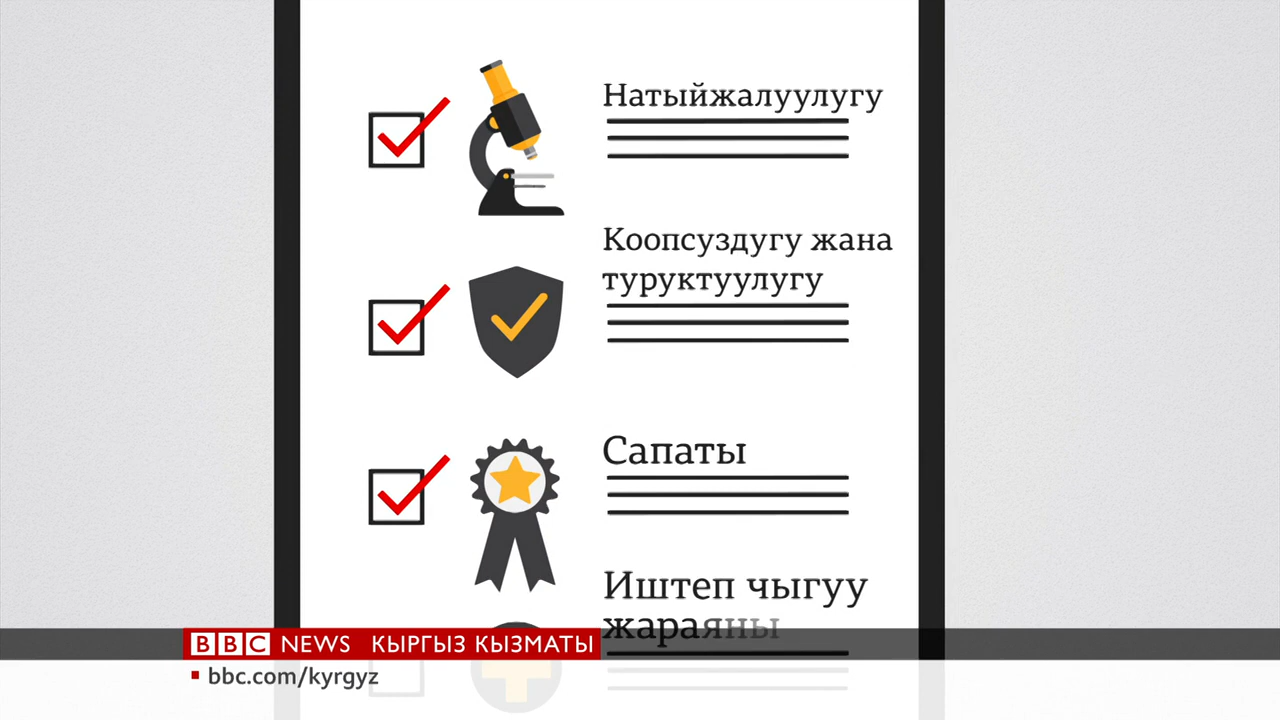 Натыйжалуулугу
Коопсуздугу жана
туруктуулугу
Сапаты
Иштеп чыгуу
жараяны
BBC NEWS КЫРГЫЗ КЫЗМАТЫ
bbc.com/kyrgyz